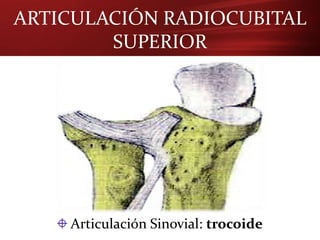 ARTICULACIÓN RADIOCUBITAL
SUPERIOR
Articulación Sinovial: trocoide